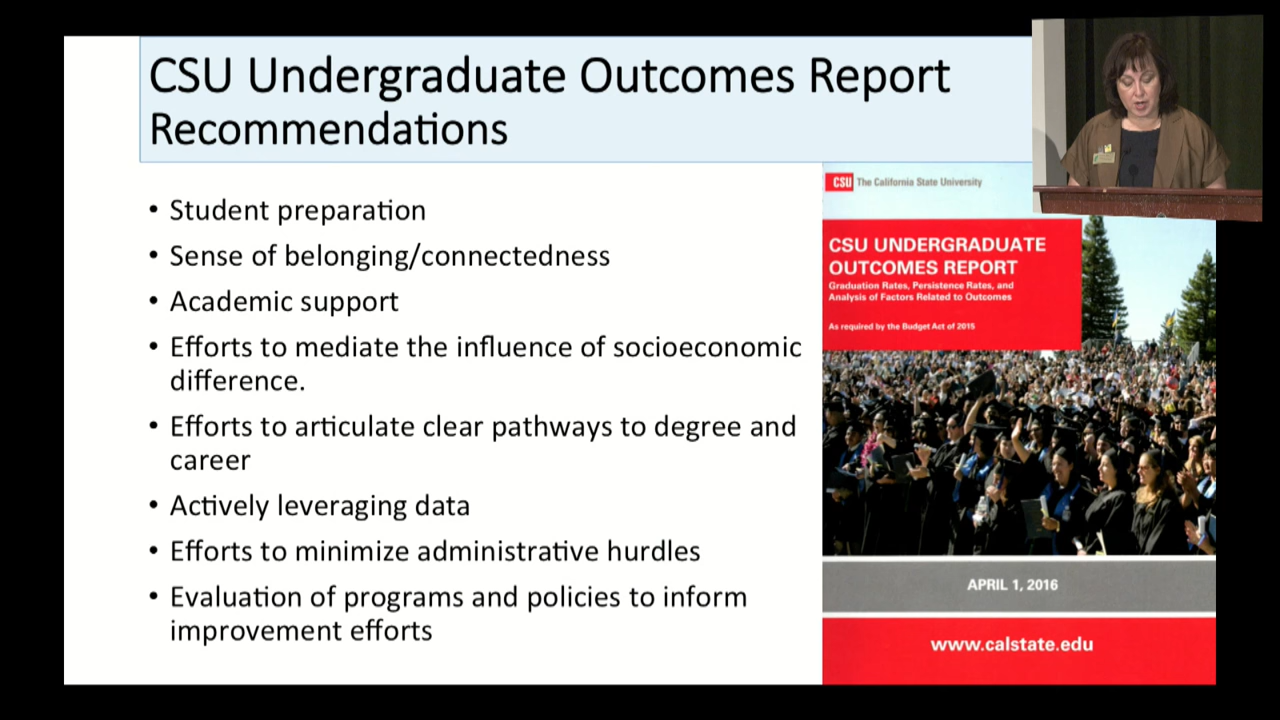 CSU Undergraduate Outcomes Report
Recommendations
• Student preparation
• Sense of belonging/connectedness
• Academic support
• Efforts to mediate the influence of socioeconomic
difference.
• Efforts to articulate clear pathways to degree and
career
• Actively leveraging data
• Efforts to minimize administrative hurdles
• Evaluation of programs and policies to inform
improvement efforts
CSU The California State University
CSU UNDERGRADUATE
OUTCOMES REPORT
Graduation Rates, Persistence Rates, and
Analysis of Factors Related to Outcomes
As required by the Budget Act of 2015
APRIL 1, 2016
www.calstate.edu